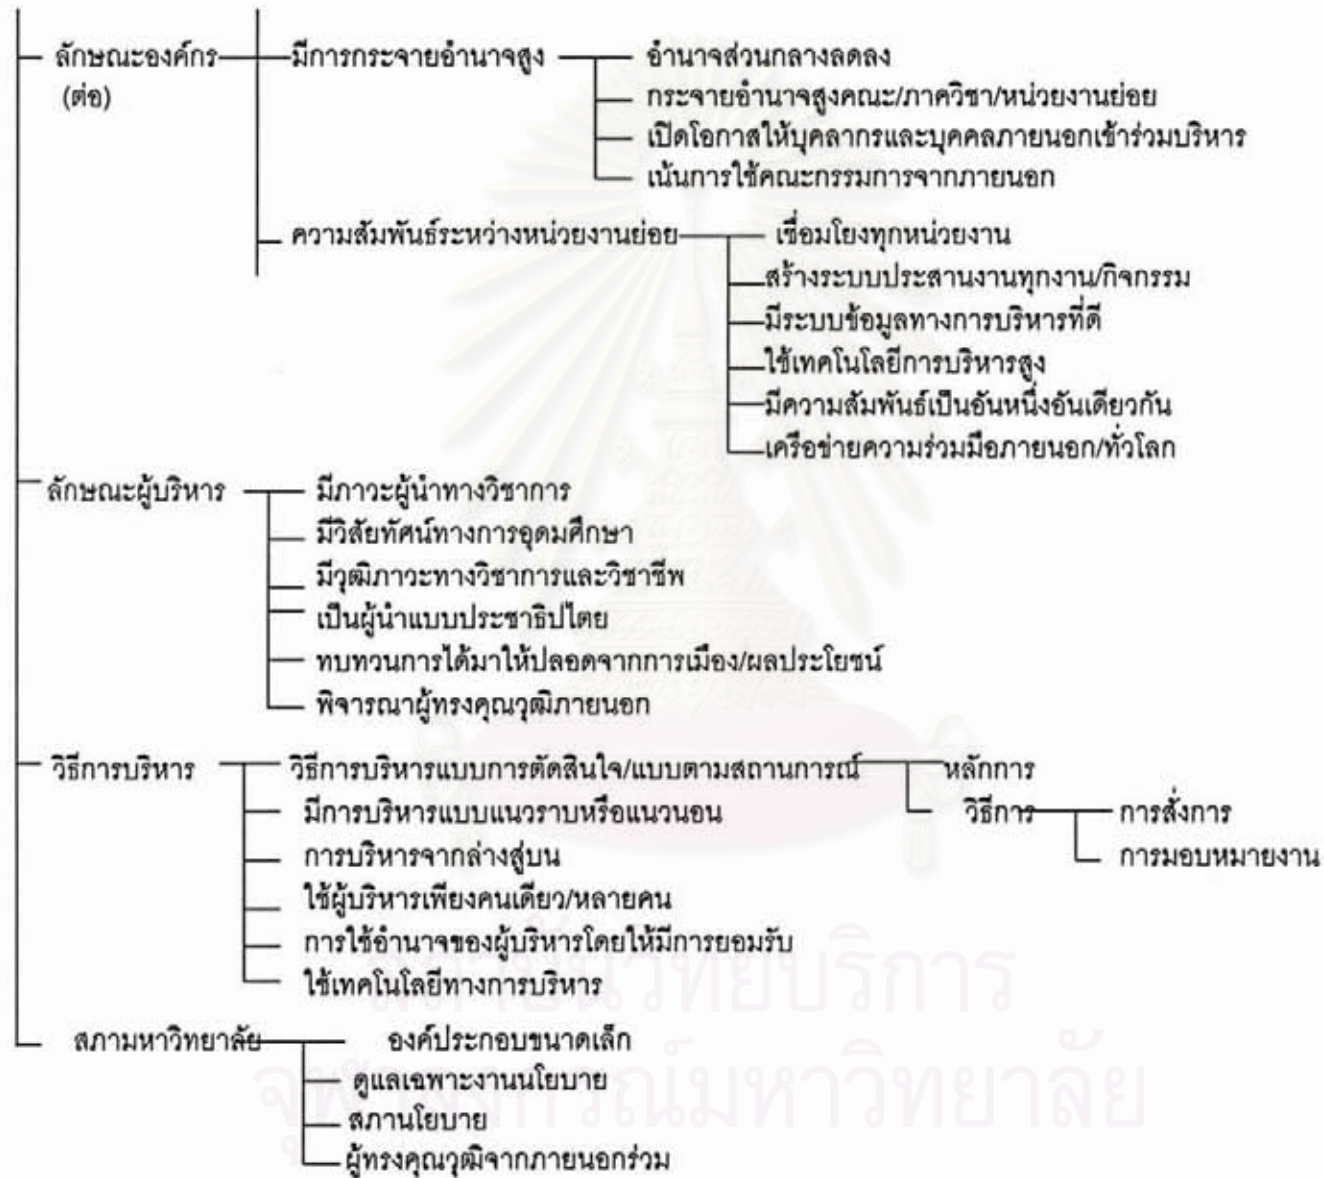 ลักษณะองค์กร มีการกระจายอำนาจสูง อำนาจส่วนกลางลดลง
(ต่อ) กระจายอำนาจสูงคณะ/ภาควิชา/หน่วยงานย่อย
เปิดโอกาสให้บุคลากรและบุคคลภายนอกเข้าร่วมบริหาร
เน้นการใช้คณะกรรมการจากภายนอก
ความสัมพันธ์ระหว่างหน่วยงานย่อย เชื่อมโยงทุกหน่วยงาน
สร้างระบบประสานงานทุกงาน/กิจกรรม
มีระบบข้อมูลทางการบริหารที่ดี
ใช้เทคโนโลยีการบริหารสูง
มีความสัมพันธ์เป็นอันหนึ่งอันเดียวกัน
เครือข่ายความร่วมมือภายนอก/ทั่วโลก
ลักษณะผู้บริหาร มีภาวะผู้นำทางวิชาการ
มีวิสัยทัศน์ทางการอุดมศึกษา
มีวุฒิภาวะทางวิชาการและวิชาชีพ
เป็นผู้นำแบบประชาธิปไตย
ทบทวนการได้มาให้ปลอดจากการเมือง/ผลประโยชน์
พิจารณาผู้ทรงคุณวุฒิภายนอก
วิธีการบริหาร วิธีการบริหารแบบการตัดสินใจ/แบบตามสถานการณ์ หลักการ
มีการบริหารแบบแนวราบหรือแนวนอน วิธีการ การสั่งการ
การบริหารจากล่างสู่บน การมอบหมายงาน
ใช้ผู้บริหารเพียงคนเดียว/หลายคน
การใช้อำนาจของผู้บริหารโดยให้มีการยอมรับ
ใช้เทคโนโลยีทางการบริหาร
สถาบันวิทยบริการ
สภามหาวิทยาลัย องค์ประกอบขนาดเล็ก
ดูแลเฉพาะงานนโยบาย
จุฬาลงกรณ์มหาวิทยาลัย
สภานโยบาย
ผู้ทรงคุณวุฒิจากภายนอกร่วม